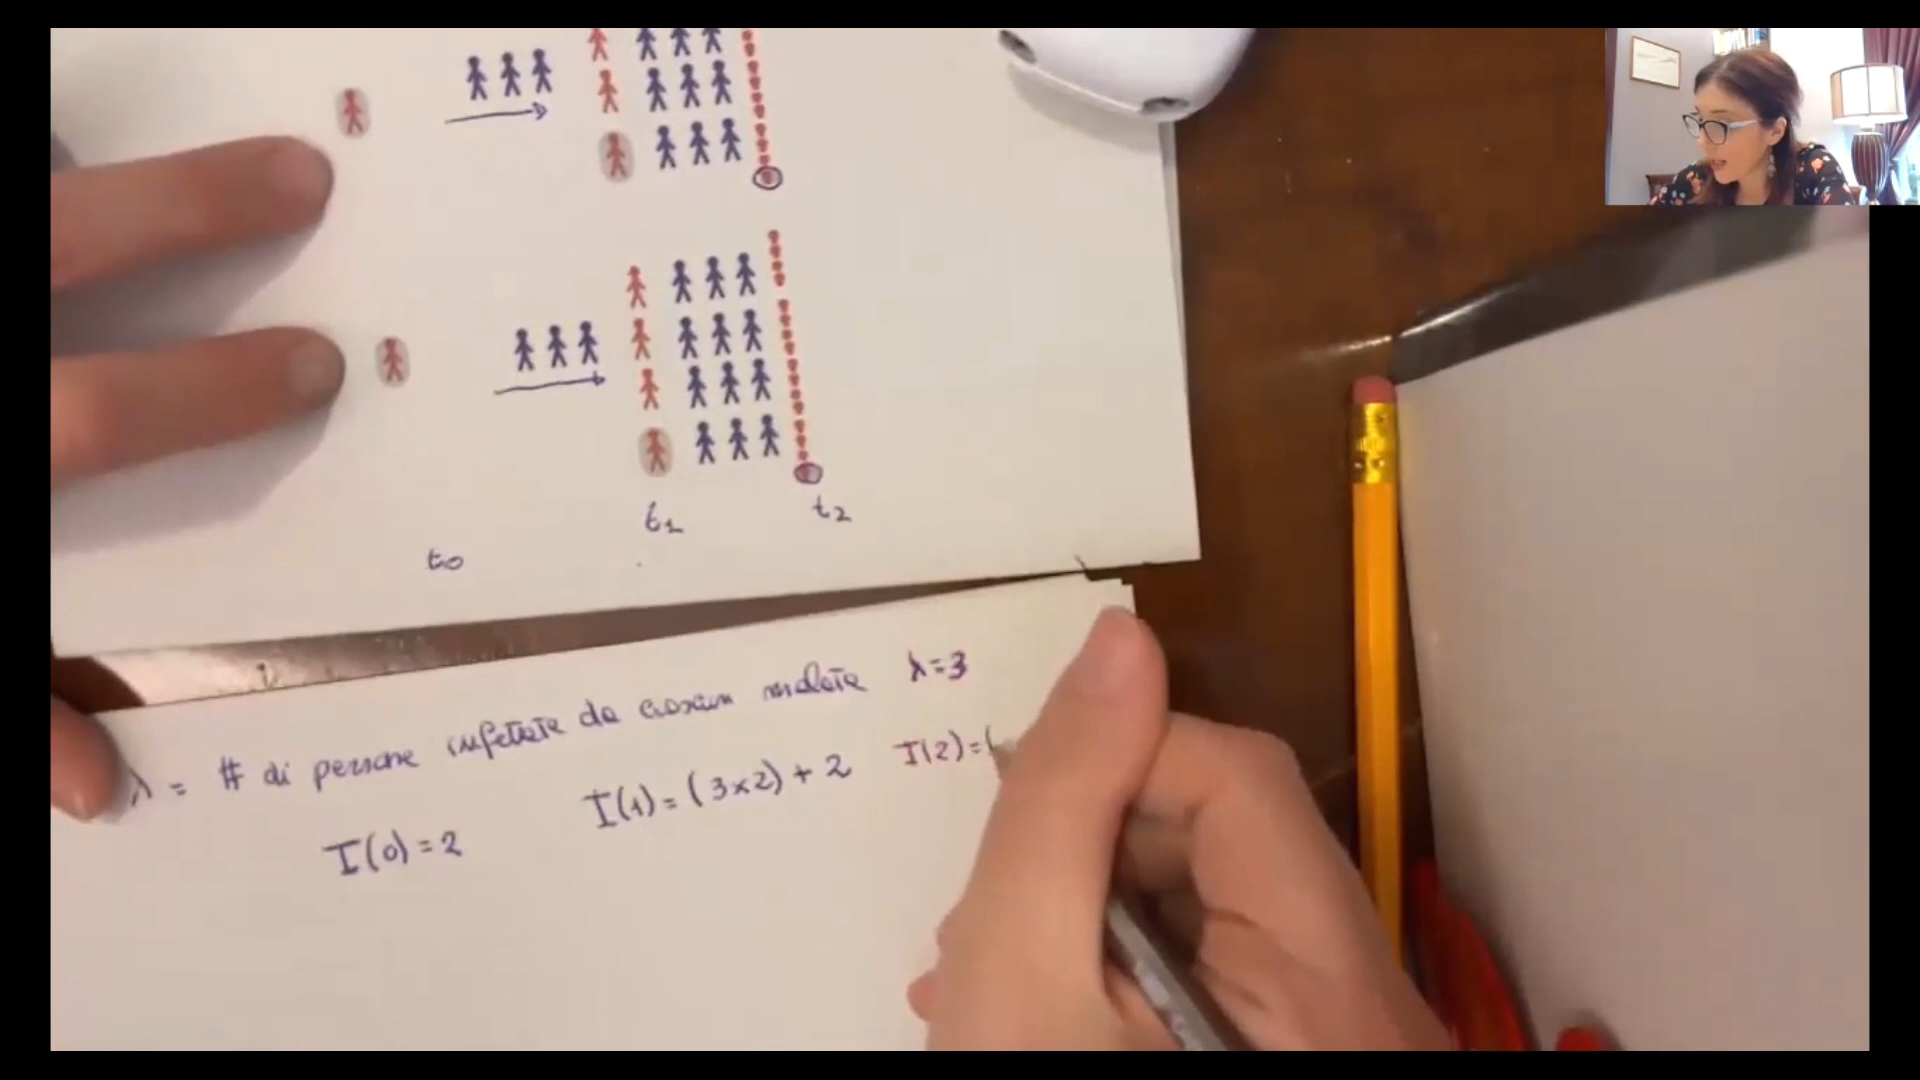 t₁ t₂
t₀
λ = # di persone infettate da ciascun malato λ=3
I(0)=2 I(1)=(3×2)+2 I(2)=(